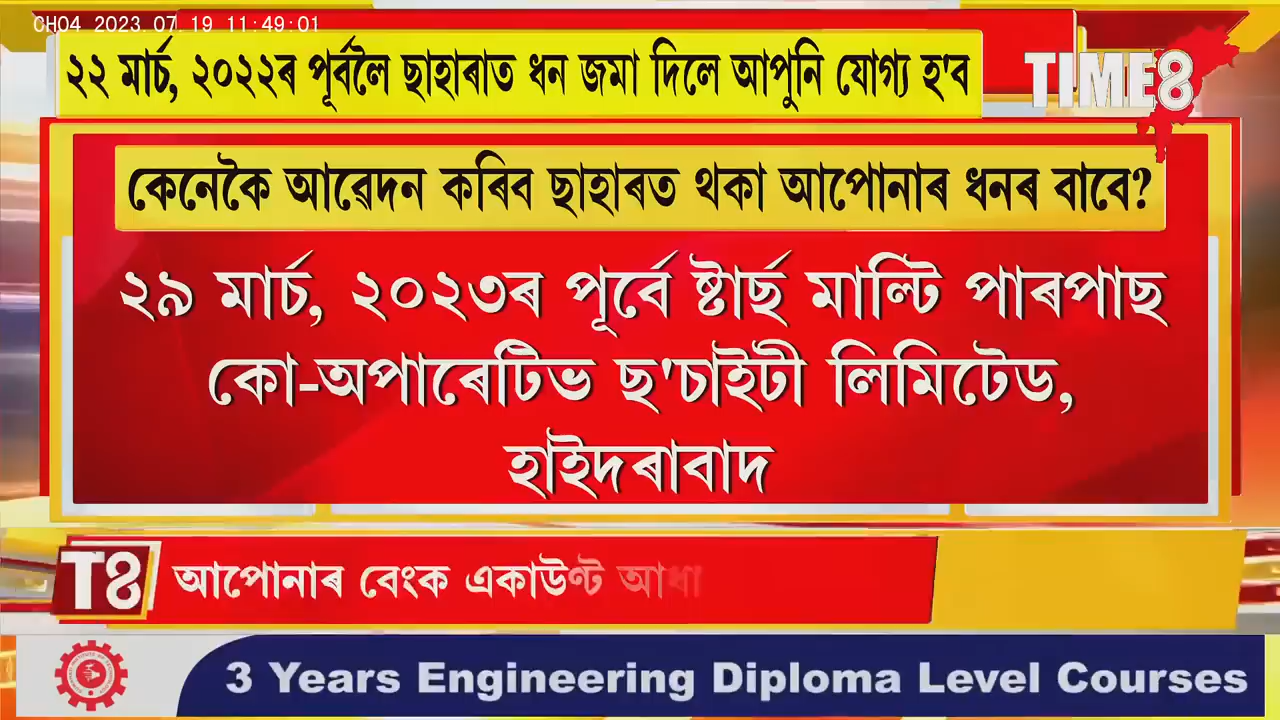 CH04 2023.07.19 11:49:01
২২ মাৰ্চ, ২০২২ৰ পূৰ্বলৈ ছাহাৰাত ধন জমা দিলে আপুনি যোগ্য হ'ব
TIME8
কেনেকৈ আৱেদন কৰিব ছাহাৰত থকা আপোনাৰ ধনৰ বাবে?
২৯ মাৰ্চ, ২০২৩ৰ পূৰ্বে ষ্টাৰ্ছ মাল্টি পাৰপাছ
কো-অপাৰেটিভ ছ'চাইটী লিমিটেড,
হাইদৰাবাদ
T8 আপোনাৰ বেংক একাউণ্ট আধা
3 Years Engineering Diploma Level Courses